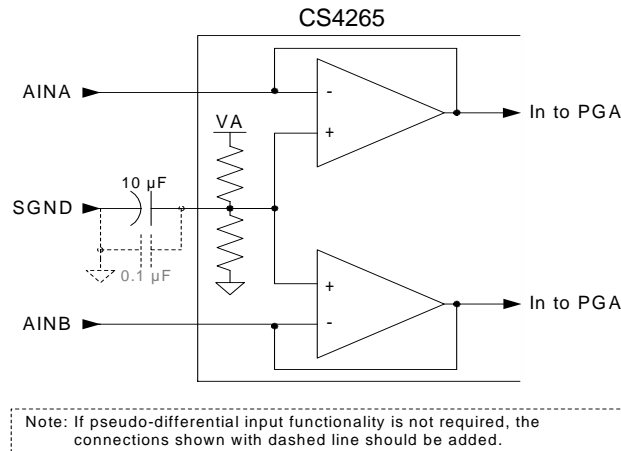 CS4265
AINA
In to PGA
VA
10 µF
SGND
0.1 µF
In to PGA
AINB
Note: If pseudo-differential input functionality is not required, the
connections shown with dashed line should be added.
- 
+
+
-